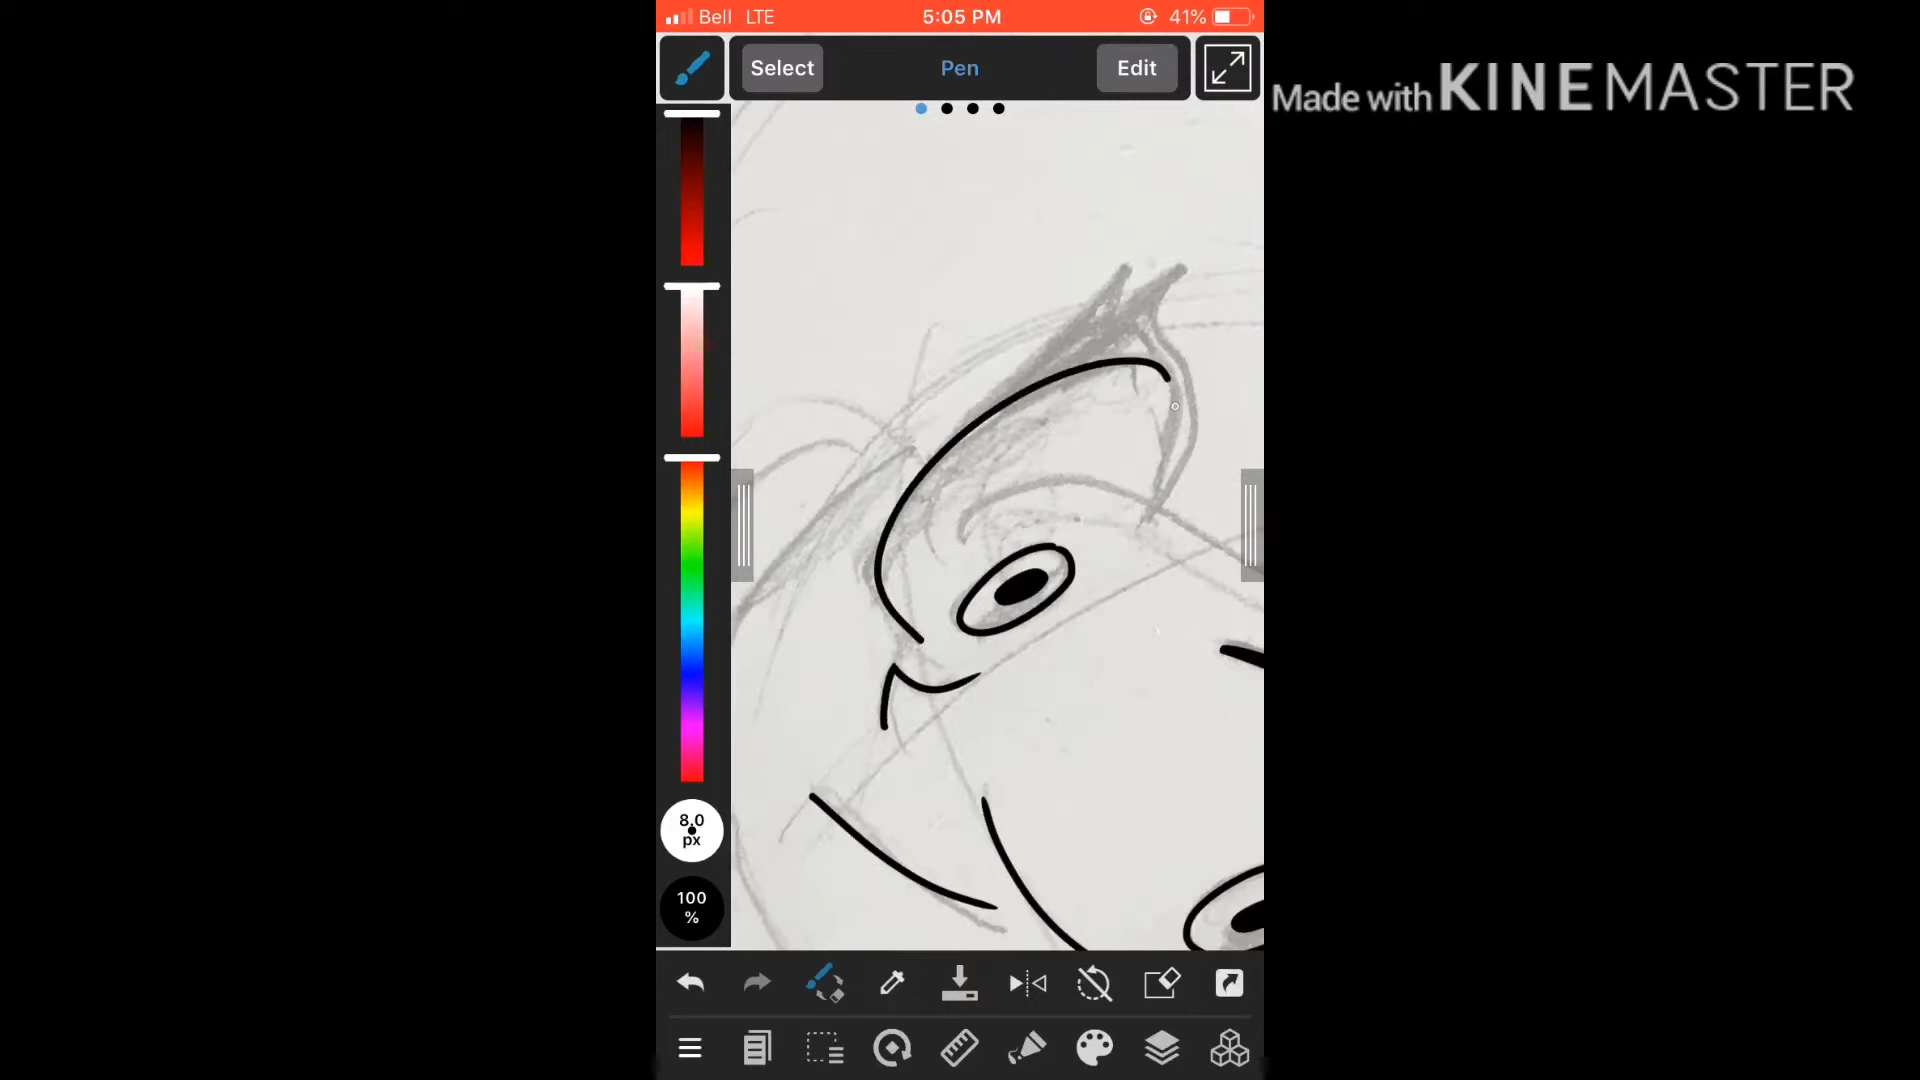 Bell LTE 5:05 PM 41%
Select Pen Edit
Made with KINEMASTER
8.0
px
100
%